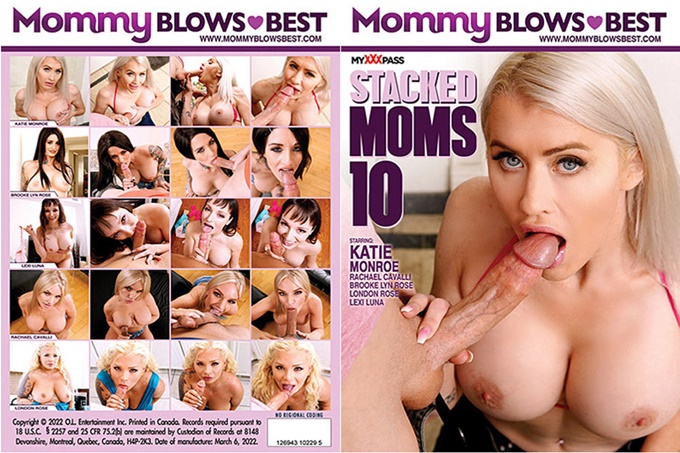 Mommy BLOWS BEST
WWW.MOMMYBLOWSBEST.COM
KATIE MONROE
BROOKE LYN ROSE
LEXI LUNA
RACHAEL CAVALLI
LONDON ROSE
NO REGIONAL CODING
Copyright © 2022 O.L. Entertainment Inc. Printed in Canada. Records required pursuant to
18 U.S.C. § 2257 and 25 CFR 75.2(b) are maintained by Custodian of Records at 8148
Devonshire, Montreal, Quebec, Canada, H4P-2K3. Date of manufacture: March 6, 2022.
126943 10229 5
Mommy BLOWS BEST
WWW.MOMMYBLOWSBEST.COM
MYXXXPASS
STACKED
MOMS
10
STARRING:
KATIE
MONROE
RACHAEL CAVALLI
BROOKE LYN ROSE
LONDON ROSE
LEXI LUNA